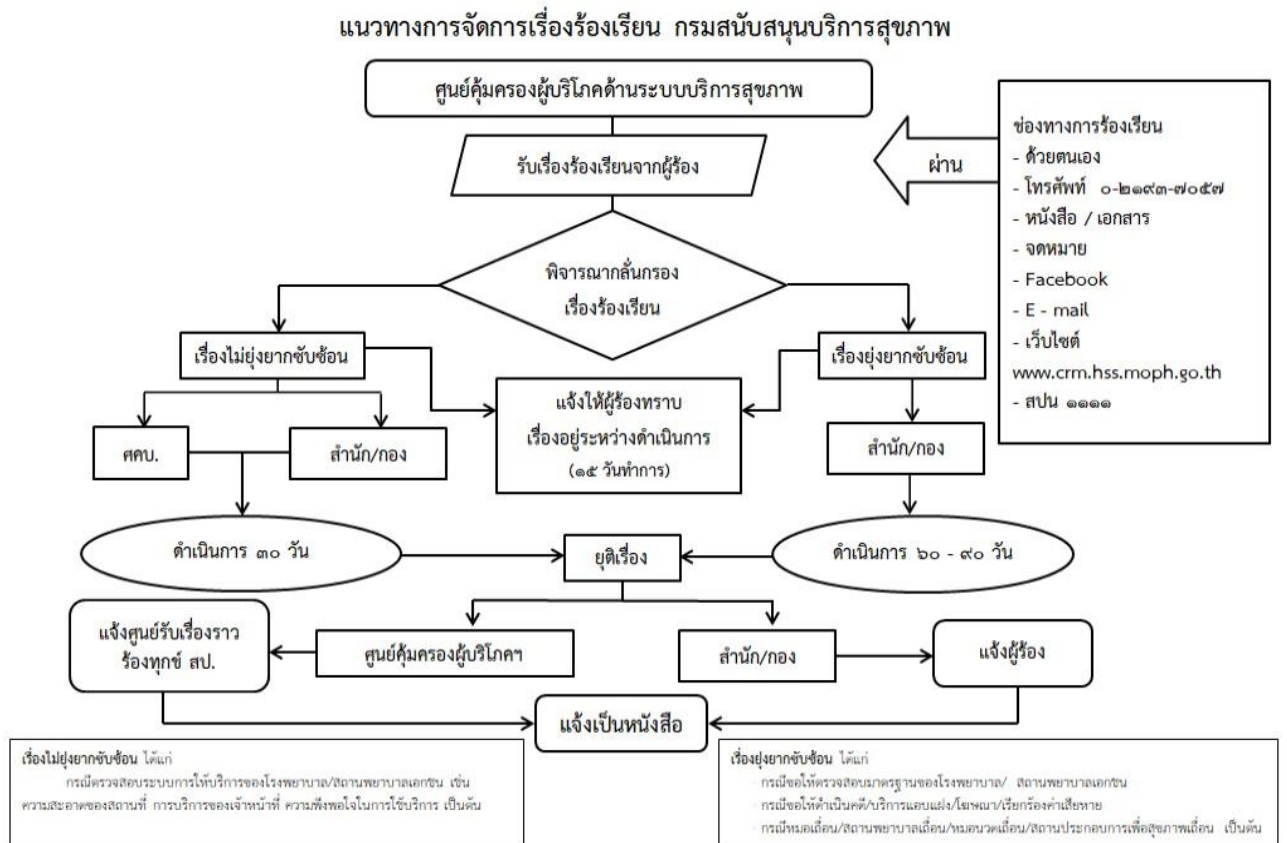 แนวทางการจัดการเรื่องร้องเรียน กรมสนับสนุนบริการสุขภาพ
ศูนย์คุ้มครองผู้บริโภคด้านระบบบริการสุขภาพ
รับเรื่องร้องเรียนจากผู้ร้อง
ผ่าน
ช่องทางการร้องเรียน
- ด้วยตนเอง
- โทรศัพท์ ๐-๒๑๙๓-๗๐๕๗
- หนังสือ / เอกสาร
- จดหมาย
- Facebook
- E - mail
- เว็บไซต์
www.crm.hss.moph.go.th
- สปน ๑๑๑๑
พิจารณากลั่นกรอง
เรื่องร้องเรียน
เรื่องไม่ยุ่งยากซับซ้อน
เรื่องยุ่งยากซับซ้อน
แจ้งให้ผู้ร้องทราบ
เรื่องอยู่ระหว่างดำเนินการ
(๑๕ วันทำการ)
ศคบ.
สำนัก/กอง
สำนัก/กอง
ดำเนินการ ๓๐ วัน
ยุติเรื่อง
ดำเนินการ ๖๐ - ๙๐ วัน
แจ้งศูนย์รับเรื่องราว
ร้องทุกข์ สป.
ศูนย์คุ้มครองผู้บริโภคฯ
สำนัก/กอง
แจ้งผู้ร้อง
แจ้งเป็นหนังสือ
เรื่องไม่ยุ่งยากซับซ้อน ได้แก่
กรณีตรวจสอบระบบการให้บริการของโรงพยาบาล/สถานพยาบาลเอกชน เช่น
ความสะอาดของสถานที่ การบริการของเจ้าหน้าที่ ความพึงพอใจในการใช้บริการ เป็นต้น
เรื่องยุ่งยากซับซ้อน ได้แก่
- กรณีขอให้ตรวจสอบมาตรฐานของโรงพยาบาล/ สถานพยาบาลเอกชน
- กรณีขอให้ดำเนินคดี/บริการแอบแฝง/โฆษณา/เรียกร้องค่าเสียหาย
- กรณีหมอเถื่อน/สถานพยาบาลเถื่อน/หมอนวดเถื่อน/สถานประกอบการเพื่อสุขภาพเถื่อน เป็นต้น